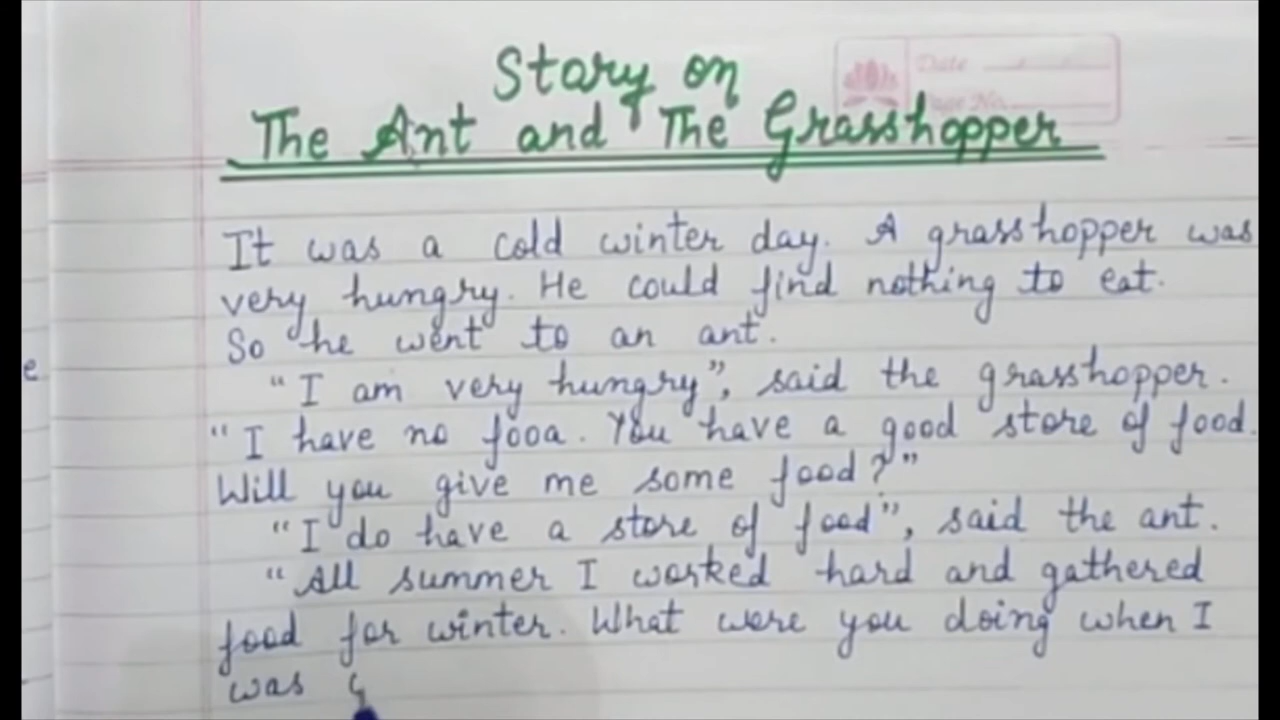 Date
Page No.
Story on
The Ant and The Grasshopper
It was a cold winter day. A grasshopper was
very hungry. He could find nothing to eat.
So he went to an ant.
"I am very hungry", said the grasshopper.
"I have no fooa. You have a good store of food.
Will you give me some food?"
"I do have a store of food", said the ant.
"All summer I worked hard and gathered
food for winter. What were you doing when I
was
e